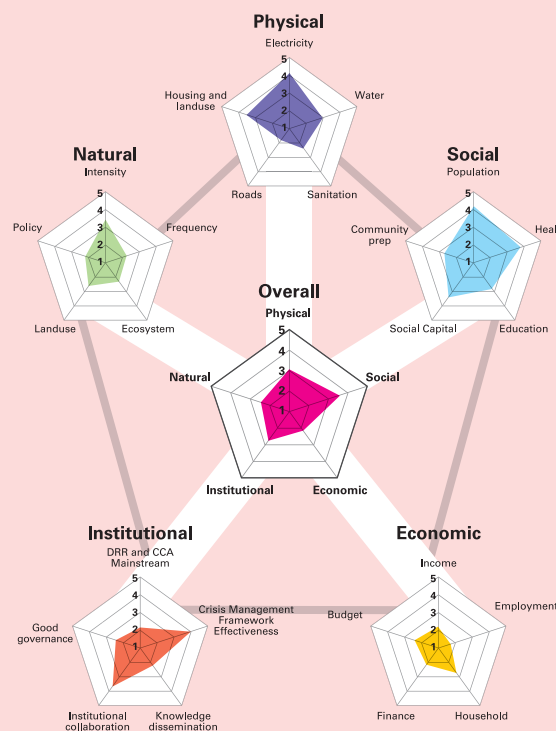 Physical
Electricity
5
4
3
2
1
Housing and
landuse
Water
Roads
Sanitation
Natural
Intensity
5
4
3
2
1
Policy
Frequency
Landuse
Ecosystem
Social
Population
5
4
3
2
1
Community
prep
Heal
Social Capital
Education
Overall
Physical
5
4
3
2
1
Natural
Social
Institutional
Economic
Institutional
DRR and CCA
Mainstream
5
4
3
2
1
Good
governance
Crisis Management
Framework
Effectiveness
Institutional
collaboration
Knowledge
dissemination
Economic
Income
5
4
3
2
1
Budget
Employment
Finance
Household